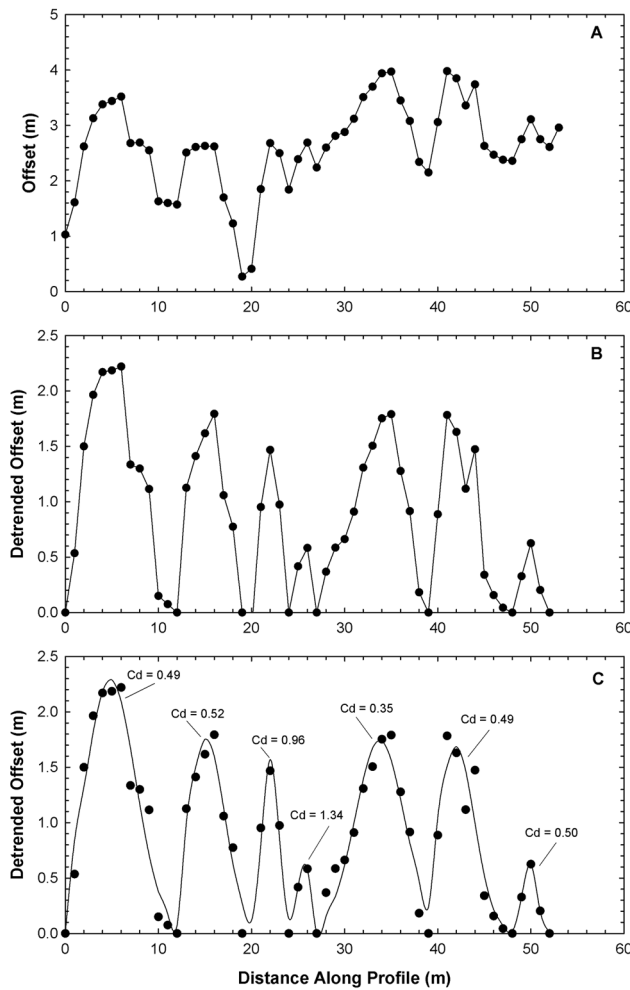 A
Offset (m)
5
4
3
2
1
0
0 10 20 30 40 50 60
B
Detrended Offset (m)
2.5
2.0
1.5
1.0
0.5
0.0
0 10 20 30 40 50 60
C
Detrended Offset (m)
2.5
2.0
1.5
1.0
0.5
0.0
Cd = 0.49
Cd = 0.52
Cd = 0.96
Cd = 1.34
Cd = 0.35
Cd = 0.49
Cd = 0.50
0 10 20 30 40 50 60
Distance Along Profile (m)